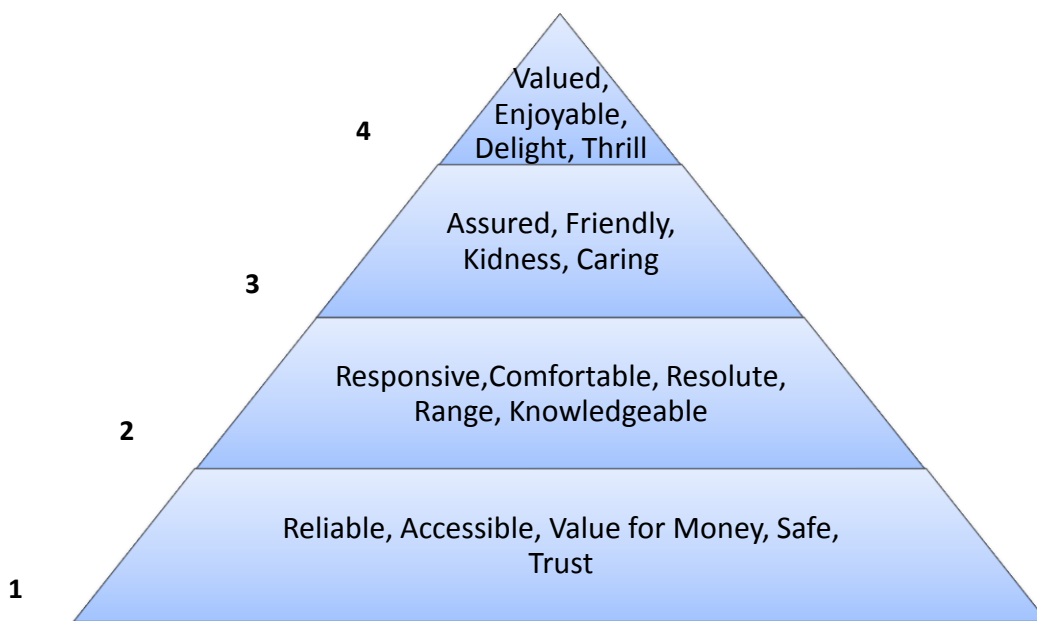 Valued,
Enjoyable,
Delight, Thrill
4
Assured, Friendly,
Kidness, Caring
3
Responsive,Comfortable, Resolute,
Range, Knowledgeable
2
Reliable, Accessible, Value for Money, Safe,
Trust
1